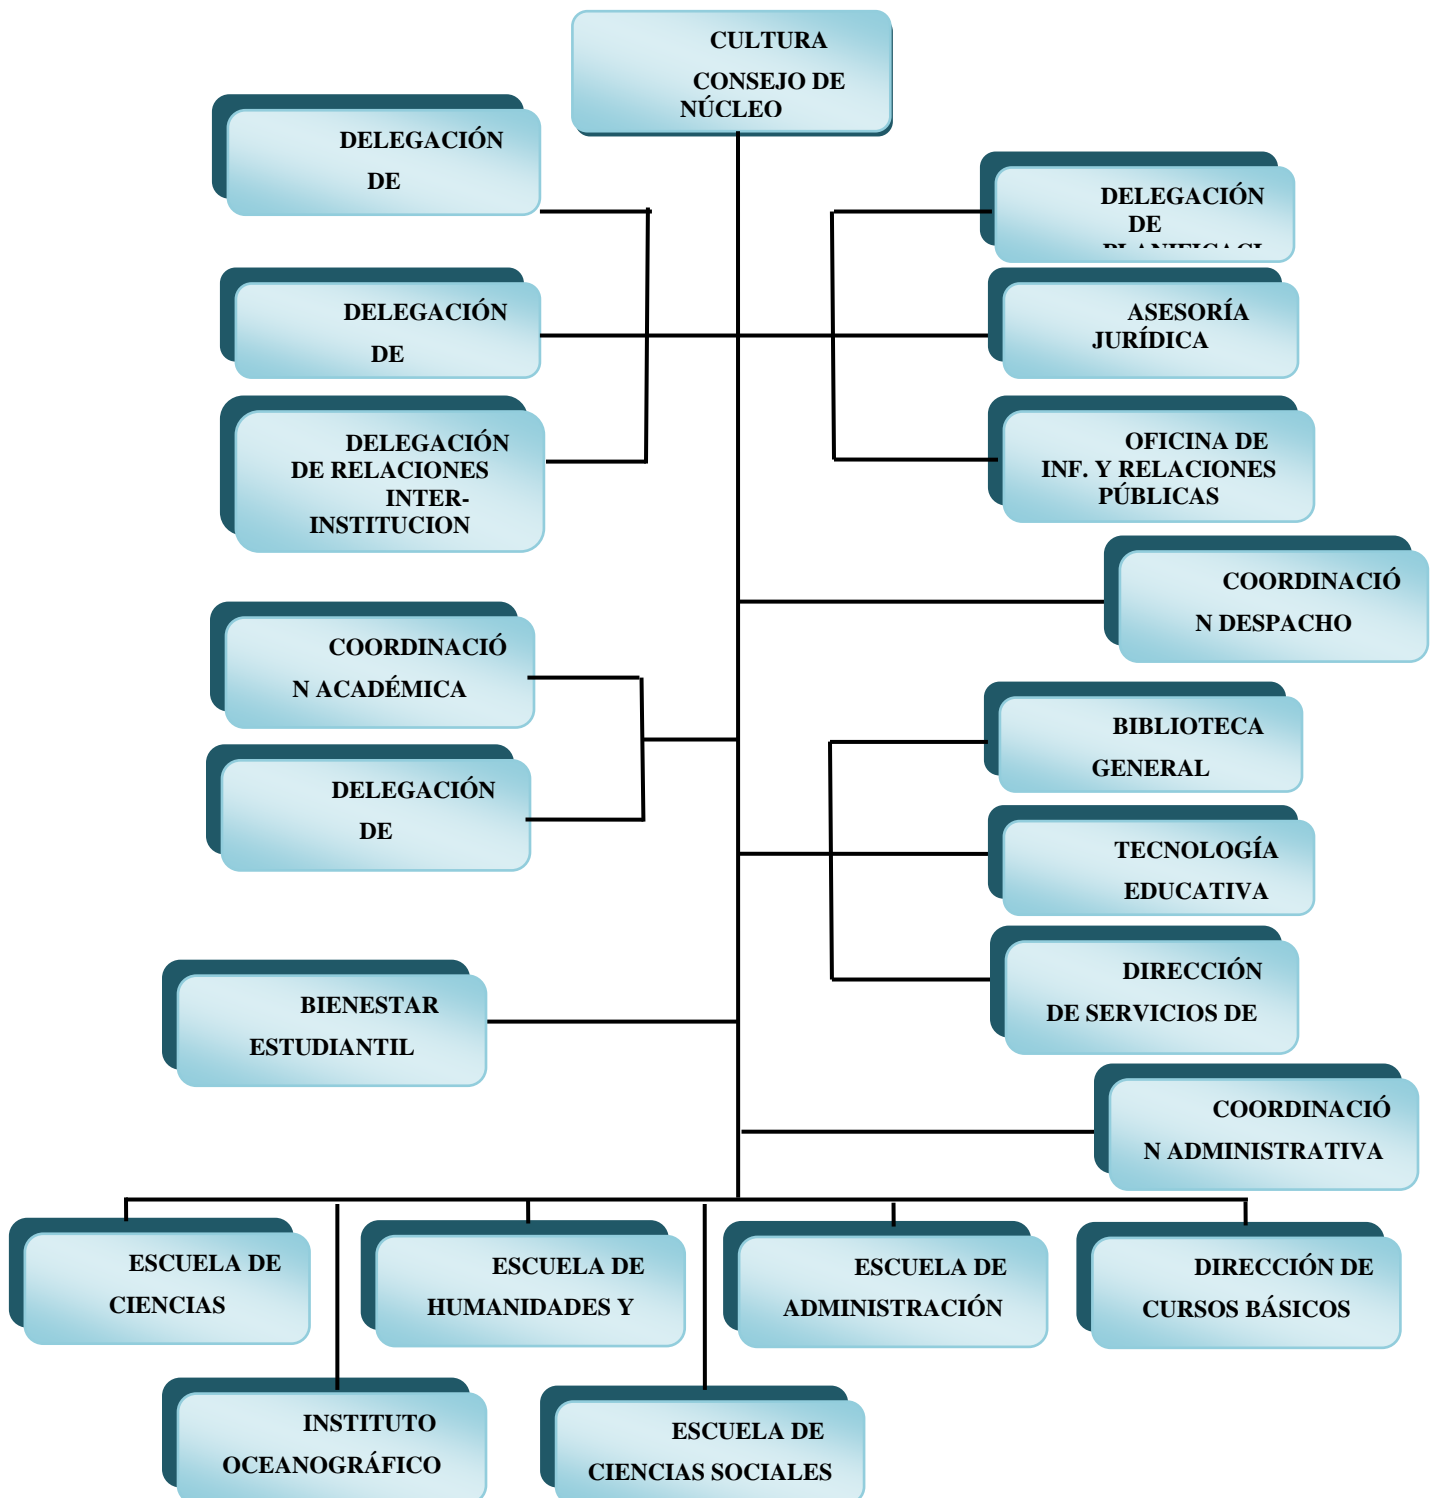 CULTURA
CONSEJO DE
NÚCLEO
DELEGACIÓN
DE
DELEGACIÓN
DE
DELEGACIÓN
DE
DELEGACIÓN
DE RELACIONES
INTER-
INSTITUCION
ASESORÍA
JURÍDICA
OFICINA DE
INF. Y RELACIONES
PÚBLICAS
COORDINACIÓ
N DESPACHO
COORDINACIÓ
N ACADÉMICA
DELEGACIÓN
DE
BIBLIOTECA
GENERAL
TECNOLOGÍA
EDUCATIVA
DIRECCIÓN
DE SERVICIOS DE
BIENESTAR
ESTUDIANTIL
COORDINACIÓ
N ADMINISTRATIVA
ESCUELA DE
CIENCIAS
ESCUELA DE
HUMANIDADES Y
ESCUELA DE
ADMINISTRACIÓN
DIRECCIÓN DE
CURSOS BÁSICOS
INSTITUTO
OCEANOGRÁFICO
ESCUELA DE
CIENCIAS SOCIALES